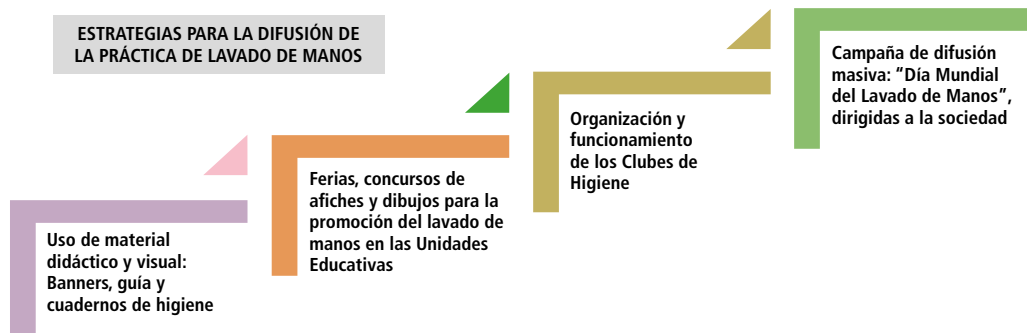 ESTRATEGIAS PARA LA DIFUSIÓN DE
LA PRÁCTICA DE LAVADO DE MANOS
Uso de material
didáctico y visual:
Banners, guía y
cuadernos de higiene
Ferias, concursos de
afiches y dibujos para la
promoción del lavado de
manos en las Unidades
Educativas
Organización y
funcionamiento
de los Clubes de
Higiene
Campaña de difusión
masiva: “Día Mundial
del Lavado de Manos”,
dirigidas a la sociedad